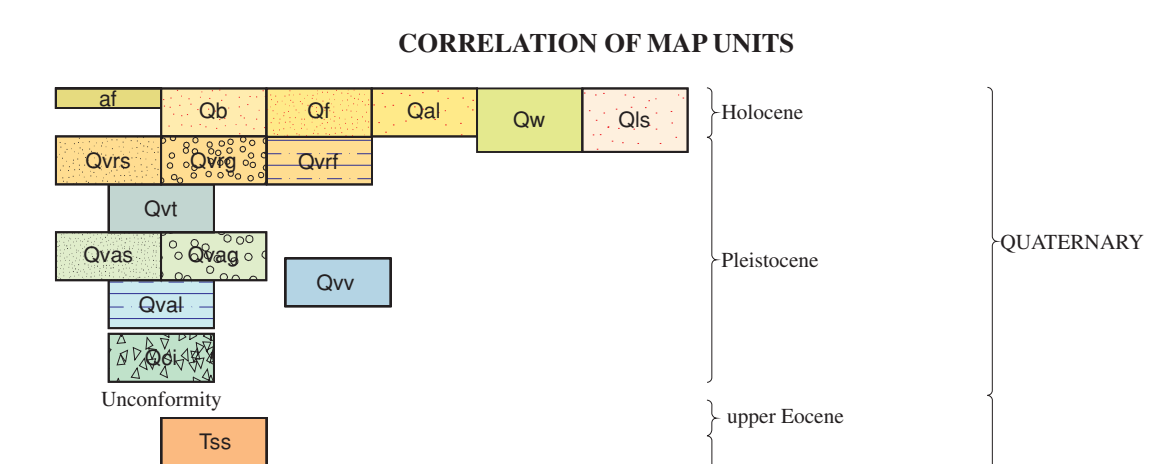 CORRELATION OF MAP UNITS
af
Qb
Qf
Qal
Qw
Qls
Holocene
Qvrs
Qvrg
Qvrf
Qvt
QUATERNARY
Qvas
Qvag
Pleistocene
Qvv
Qval
Unconformity
upper Eocene
Tss